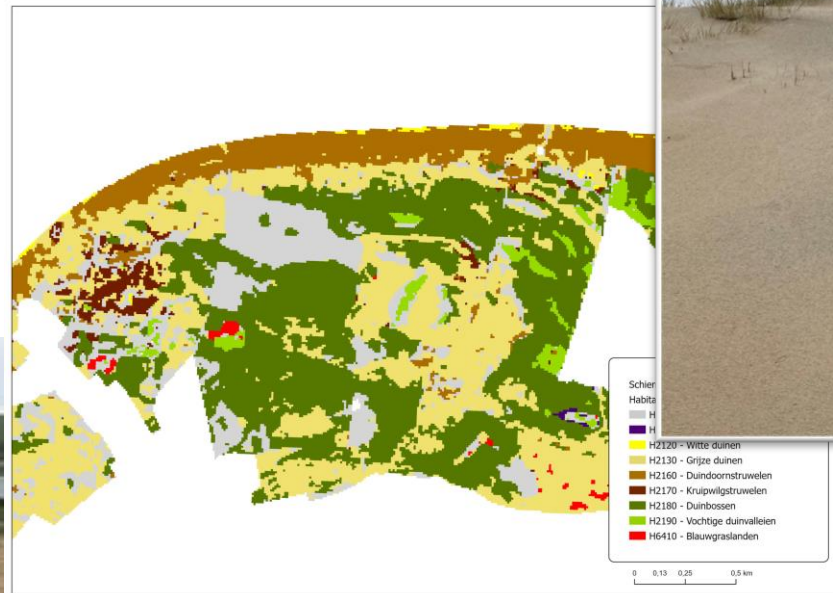 Schier
Habita
H
H
H2120 - Witte duinen
H2130 - Grijze duinen
H2160 - Duindoornstruwelen
H2170 - Kruipwilgstruwelen
H2180 - Duinbossen
H2190 - Vochtige duinvalleien
H6410 - Blauwgraslanden
0 0,13 0,25 0,5 km